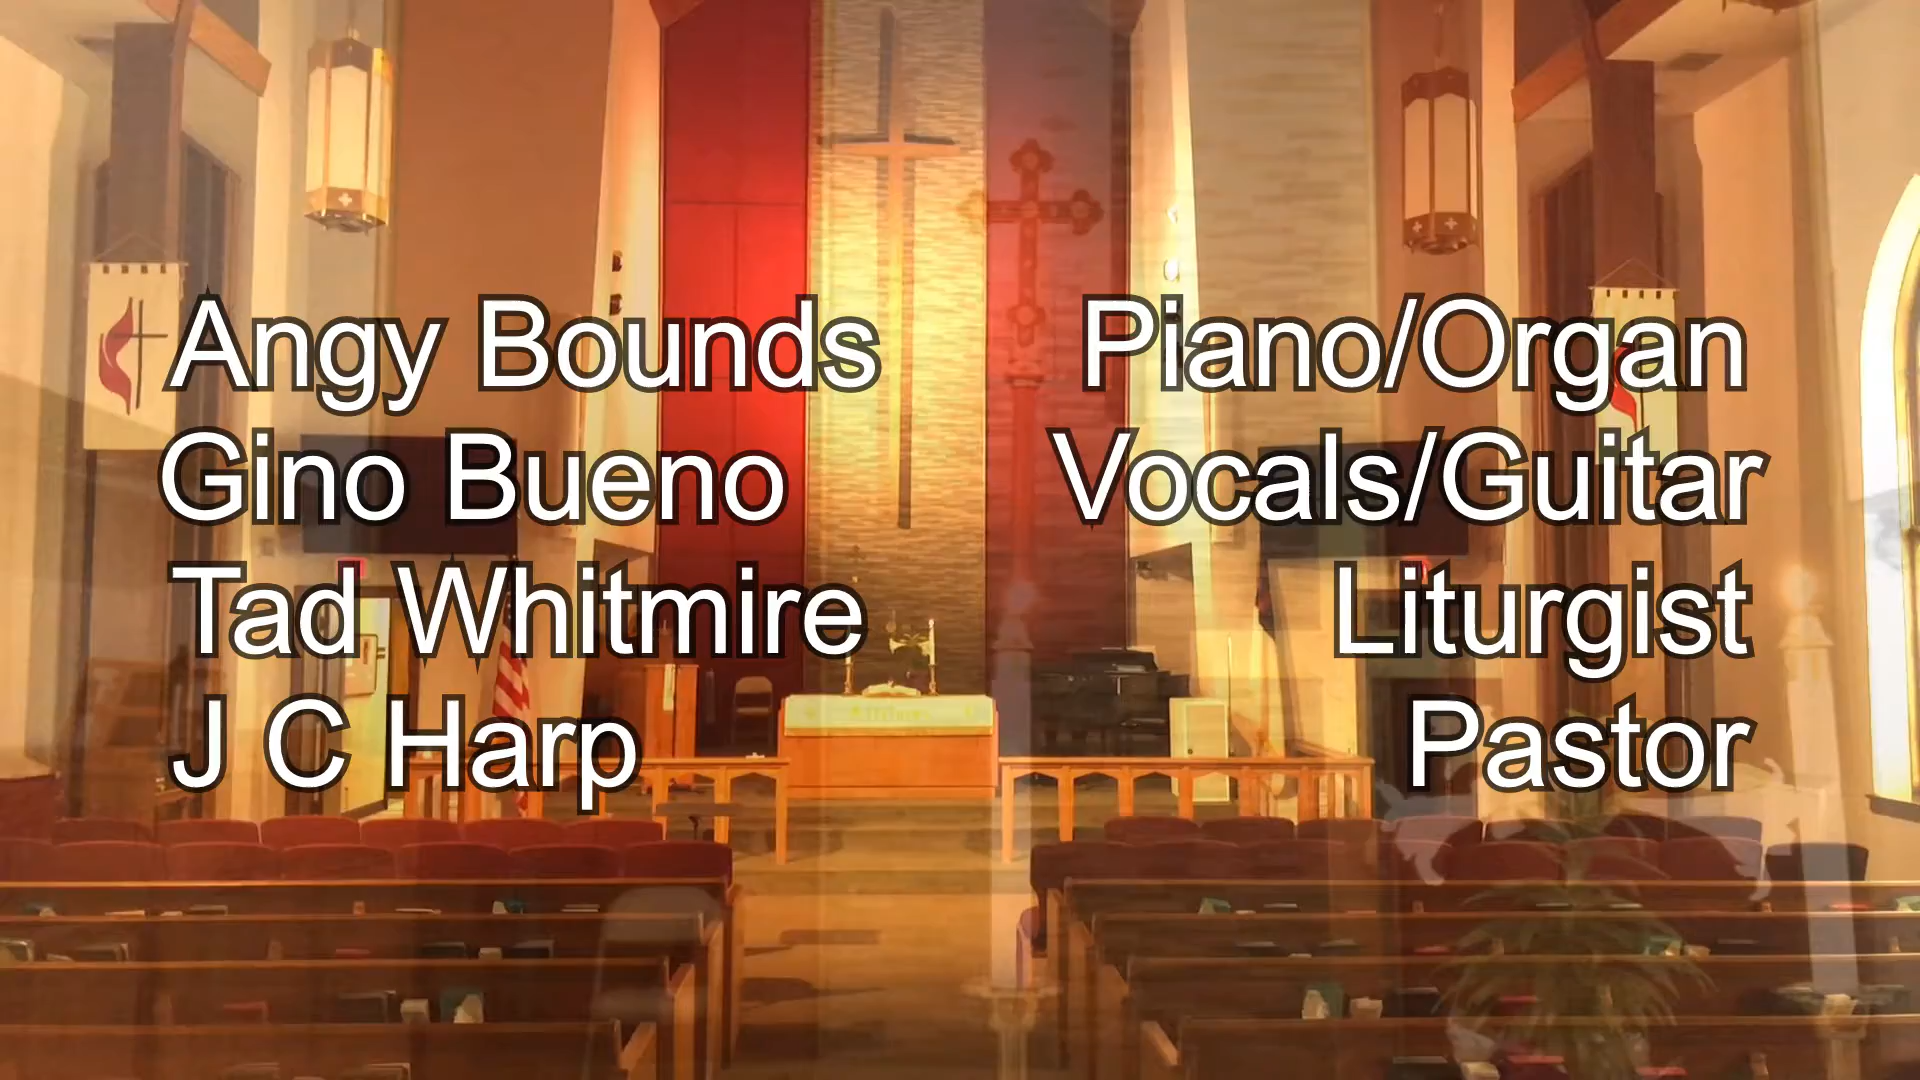 Angy Bounds Piano/Organ
Gino Bueno Vocals/Guitar
Tad Whitmire Liturgist
J C Harp Pastor